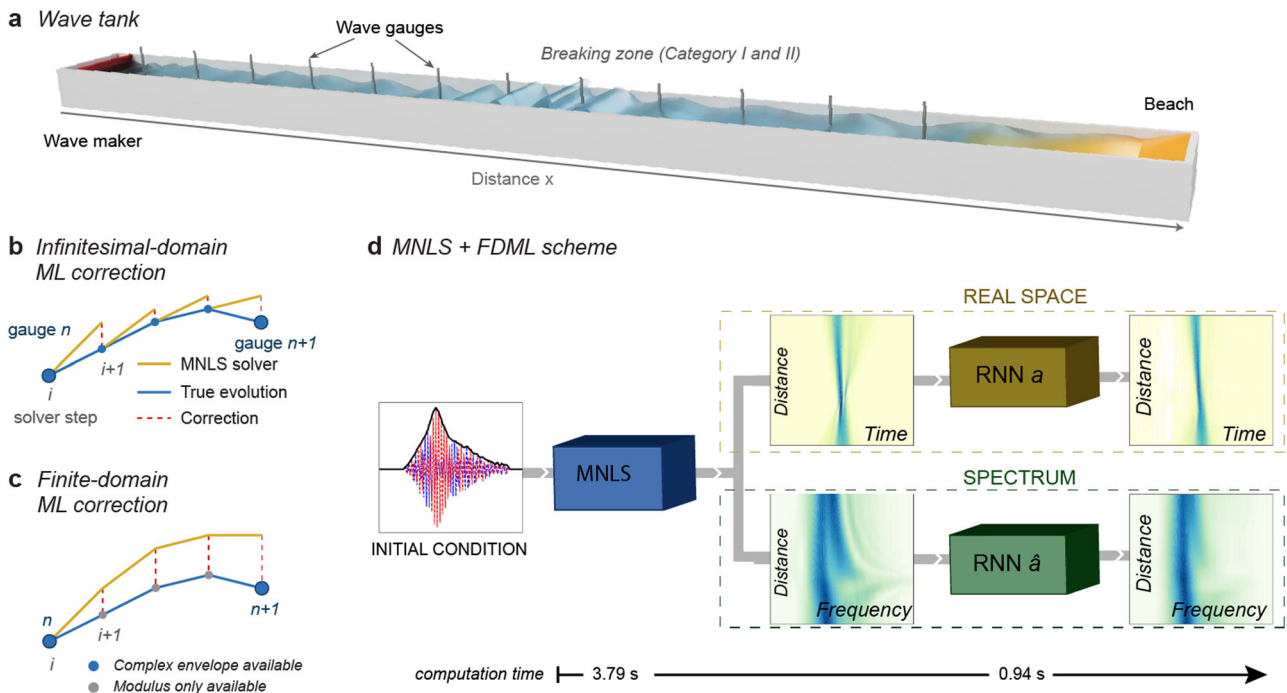 a Wave tank
Wave gauges
Breaking zone (Category I and II)
Beach
Wave maker
Distance x
b Infinitesimal-domain
ML correction
gauge n
gauge n+1
i+1
i
solver step
MNLS solver
True evolution
Correction
c Finite-domain
ML correction
n
n+1
i+1
i
Complex envelope available
Modulus only available
d MNLS + FDML scheme
INITIAL CONDITION
MNLS
REAL SPACE
Distance
Time
RNN a
Distance
Time
SPECTRUM
Distance
Frequency
RNN â
Distance
Frequency
computation time
3.79 s
0.94 s